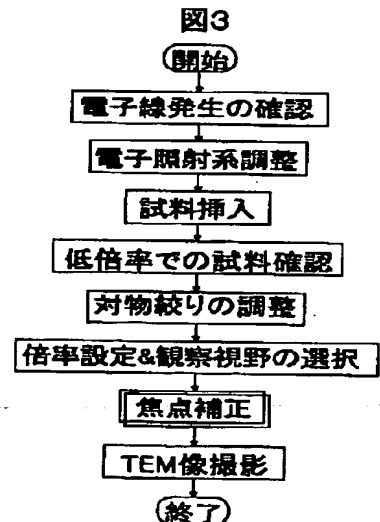 図3
開始
電子線発生の確認
電子照射系調整
試料挿入
低倍率での試料確認
対物絞りの調整
倍率設定&観察視野の選択
焦点補正
TEM像撮影
終了